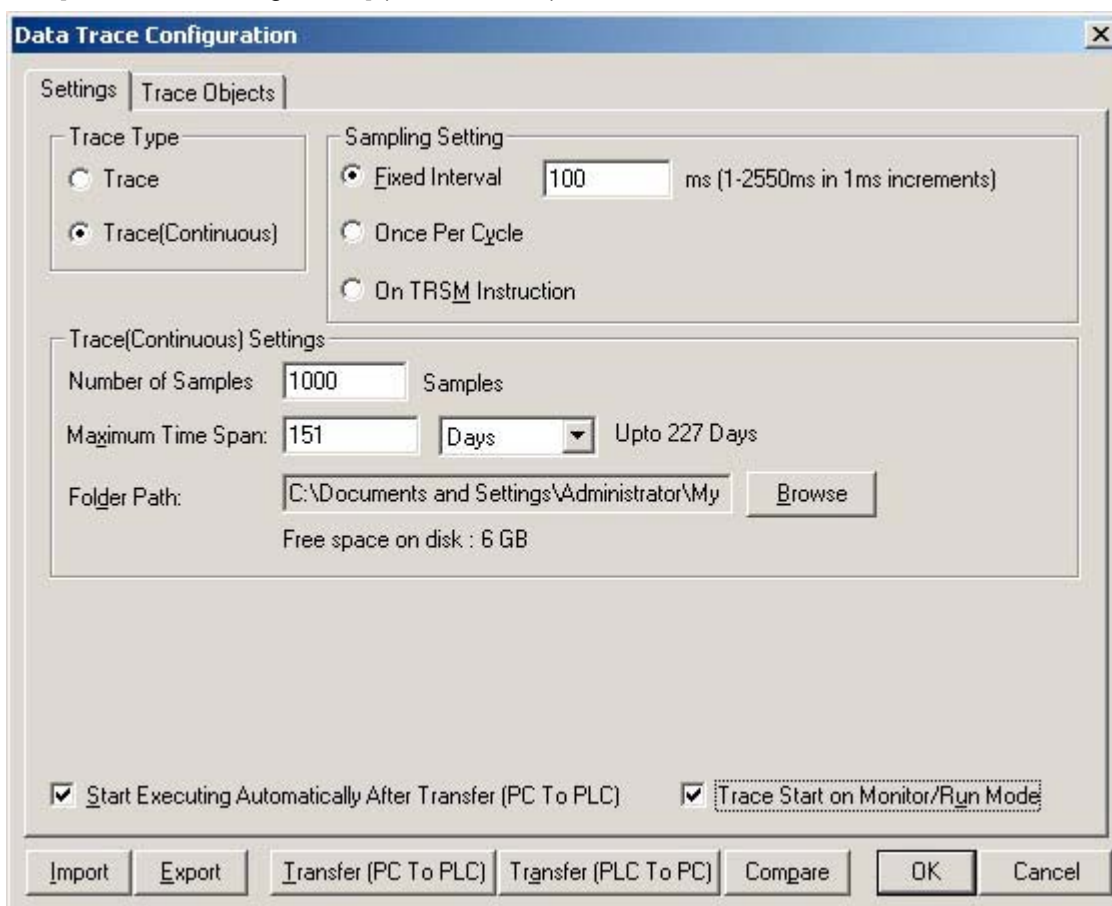 Data Trace Configuration
Settings
Trace Objects
Trace Type
Trace
Trace(Continuous)
Sampling Setting
Fixed Interval 100 ms (1-2550ms in 1ms increments)
Once Per Cycle
On TRSM Instruction
Trace(Continuous) Settings
Number of Samples 1000 Samples
Maximum Time Span: 151 Days Upto 227 Days
Folder Path: C:\Documents and Settings\Administrator\My Browse
Free space on disk : 6 GB
Start Executing Automatically After Transfer (PC To PLC) Trace Start on Monitor/Run Mode
Import Export Transfer (PC To PLC) Transfer (PLC To PC) Compare OK Cancel